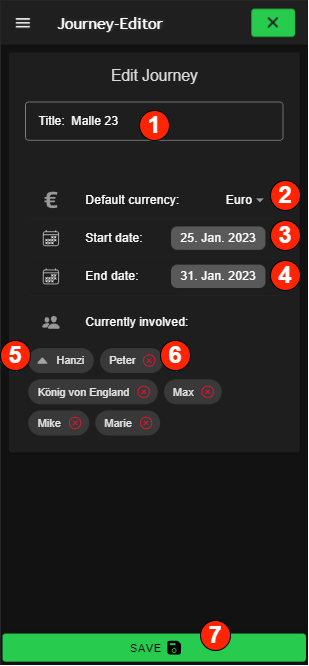 Journey-Editor
Edit Journey
Title: Malle 23 1
Default currency: Euro 2
Start date: 25. Jan. 2023 3
End date: 31. Jan. 2023 4
Currently involved:
5 Hanzi Peter 6
König von England Max
Mike Marie
7
SAVE